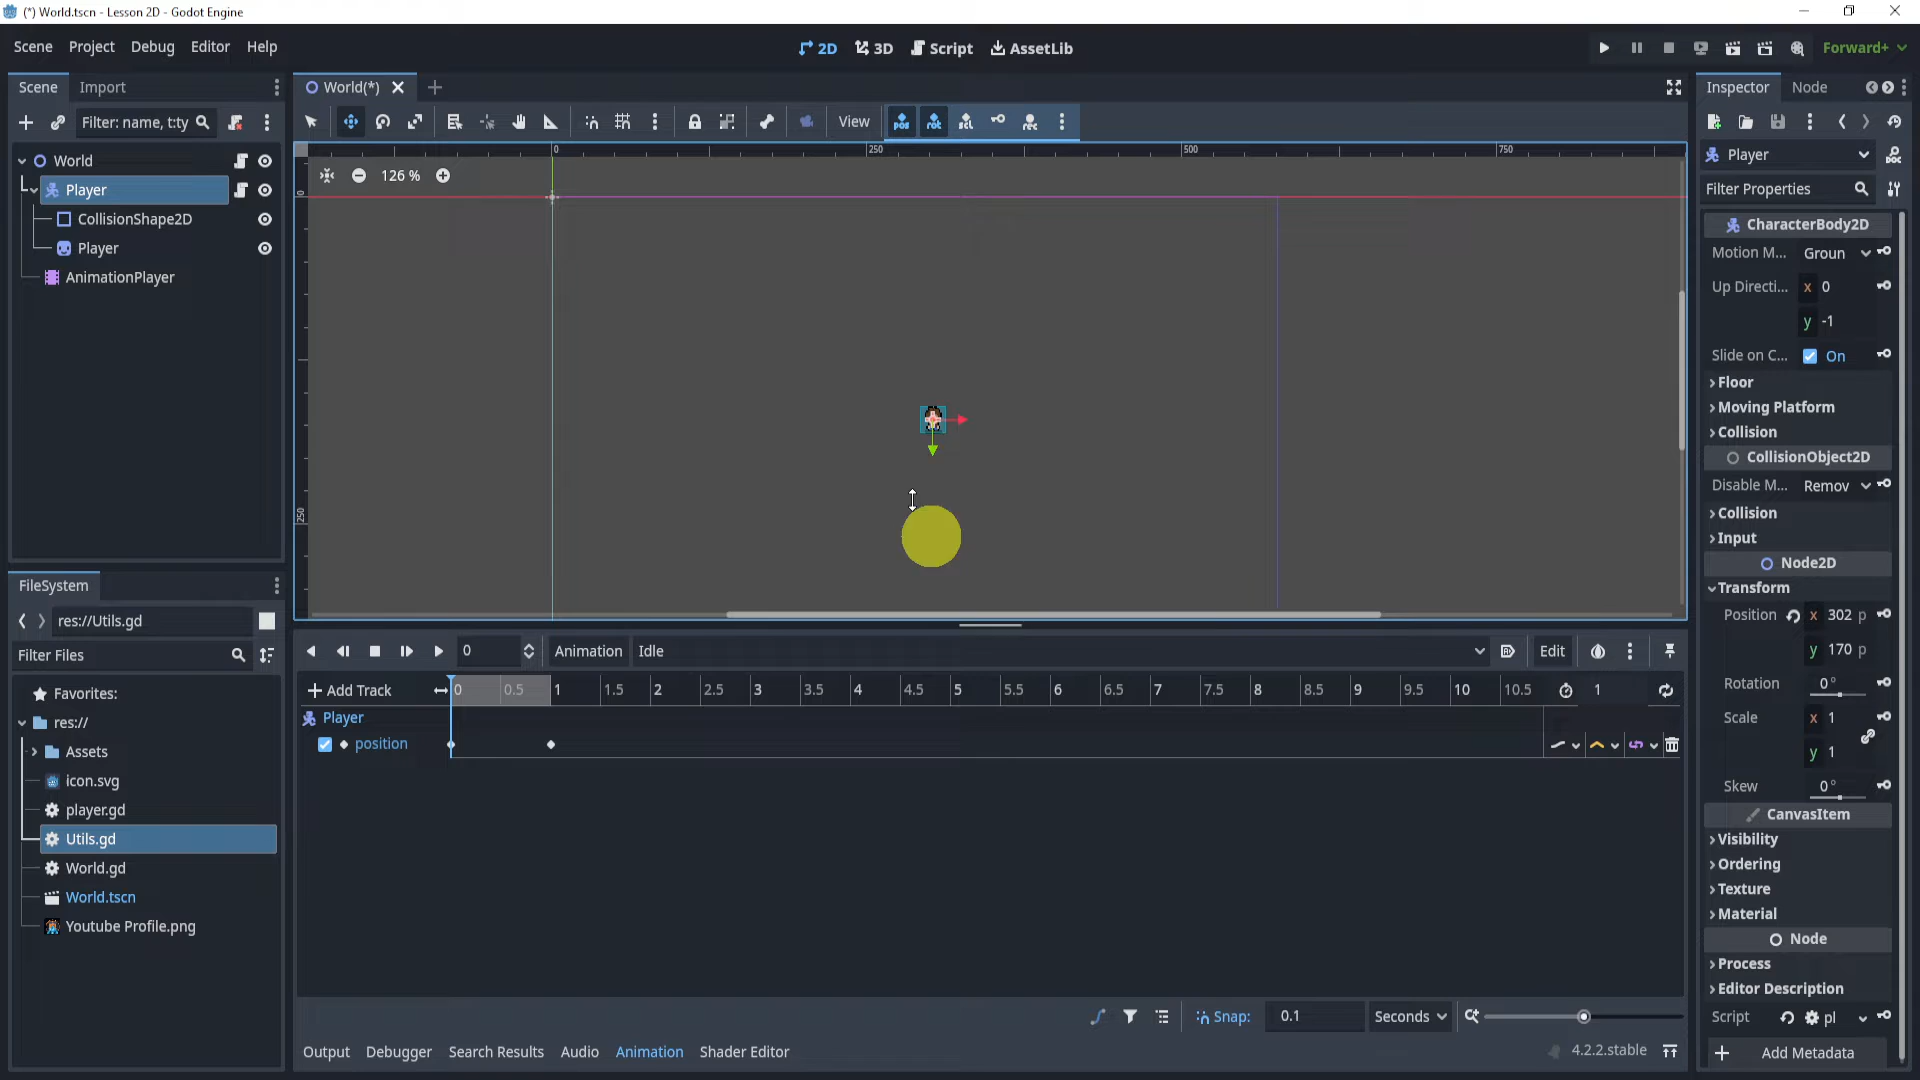 (*) World.tscn - Lesson 2D - Godot Engine
Scene Project Debug Editor Help
2D 3D Script AssetLib
Forward+
Scene Import
World(*)
Inspector Node
Filter: name, t:ty
View
pos rot scl rec
World
Player
CollisionShape2D
Player
AnimationPlayer
0 250 500 750
0
250
126 %
Player
DOC
Filter Properties
CharacterBody2D
Motion M... Groun
Up Directi... x 0
y -1
Slide on C... On
Floor
Moving Platform
Collision
CollisionObject2D
Disable M... Remov
Collision
Input
Node2D
Transform
Position x 302 p
y 170 p
Rotation 0°
Scale x 1
y 1
Skew 0°
CanvasItem
Visibility
Ordering
Texture
Material
Node
Process
Editor Description
Script pl
Add Metadata
FileSystem
res://Utils.gd
Filter Files
Favorites:
res://
Assets
icon.svg
player.gd
Utils.gd
World.gd
World.tscn
Youtube Profile.png
0 Animation Idle Edit
Add Track 0 0.5 1 1.5 2 2.5 3 3.5 4 4.5 5 5.5 6 6.5 7 7.5 8 8.5 9 9.5 10 10.5 1
Player
position
Snap: 0.1 Seconds
Output Debugger Search Results Audio Animation Shader Editor 4.2.2.stable